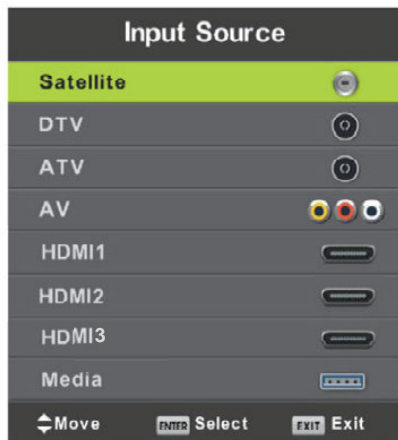 Input Source
Satellite
DTV
ATV
AV
HDMI1
HDMI2
HDMI3
Media
Move ENTER Select EXIT Exit